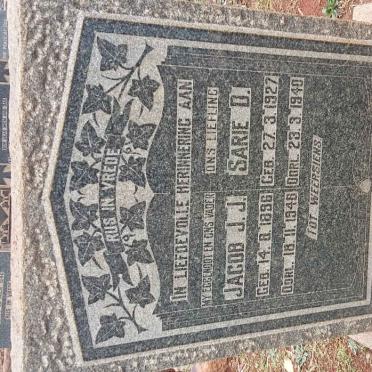 RUS IN VREDE
IN LIEFDEVOLLE HERINNERING AAN
MY EGGENOOT EN ONS VADER
JACOB J. J.
GEB. 14. 8. 1896
OORL. 18. 11. 1948
ONS LIEFLING
SARIE D.
GEB. 27. 3. 1927
OORL. 23. 3. 1940
TOT WEERSIENS